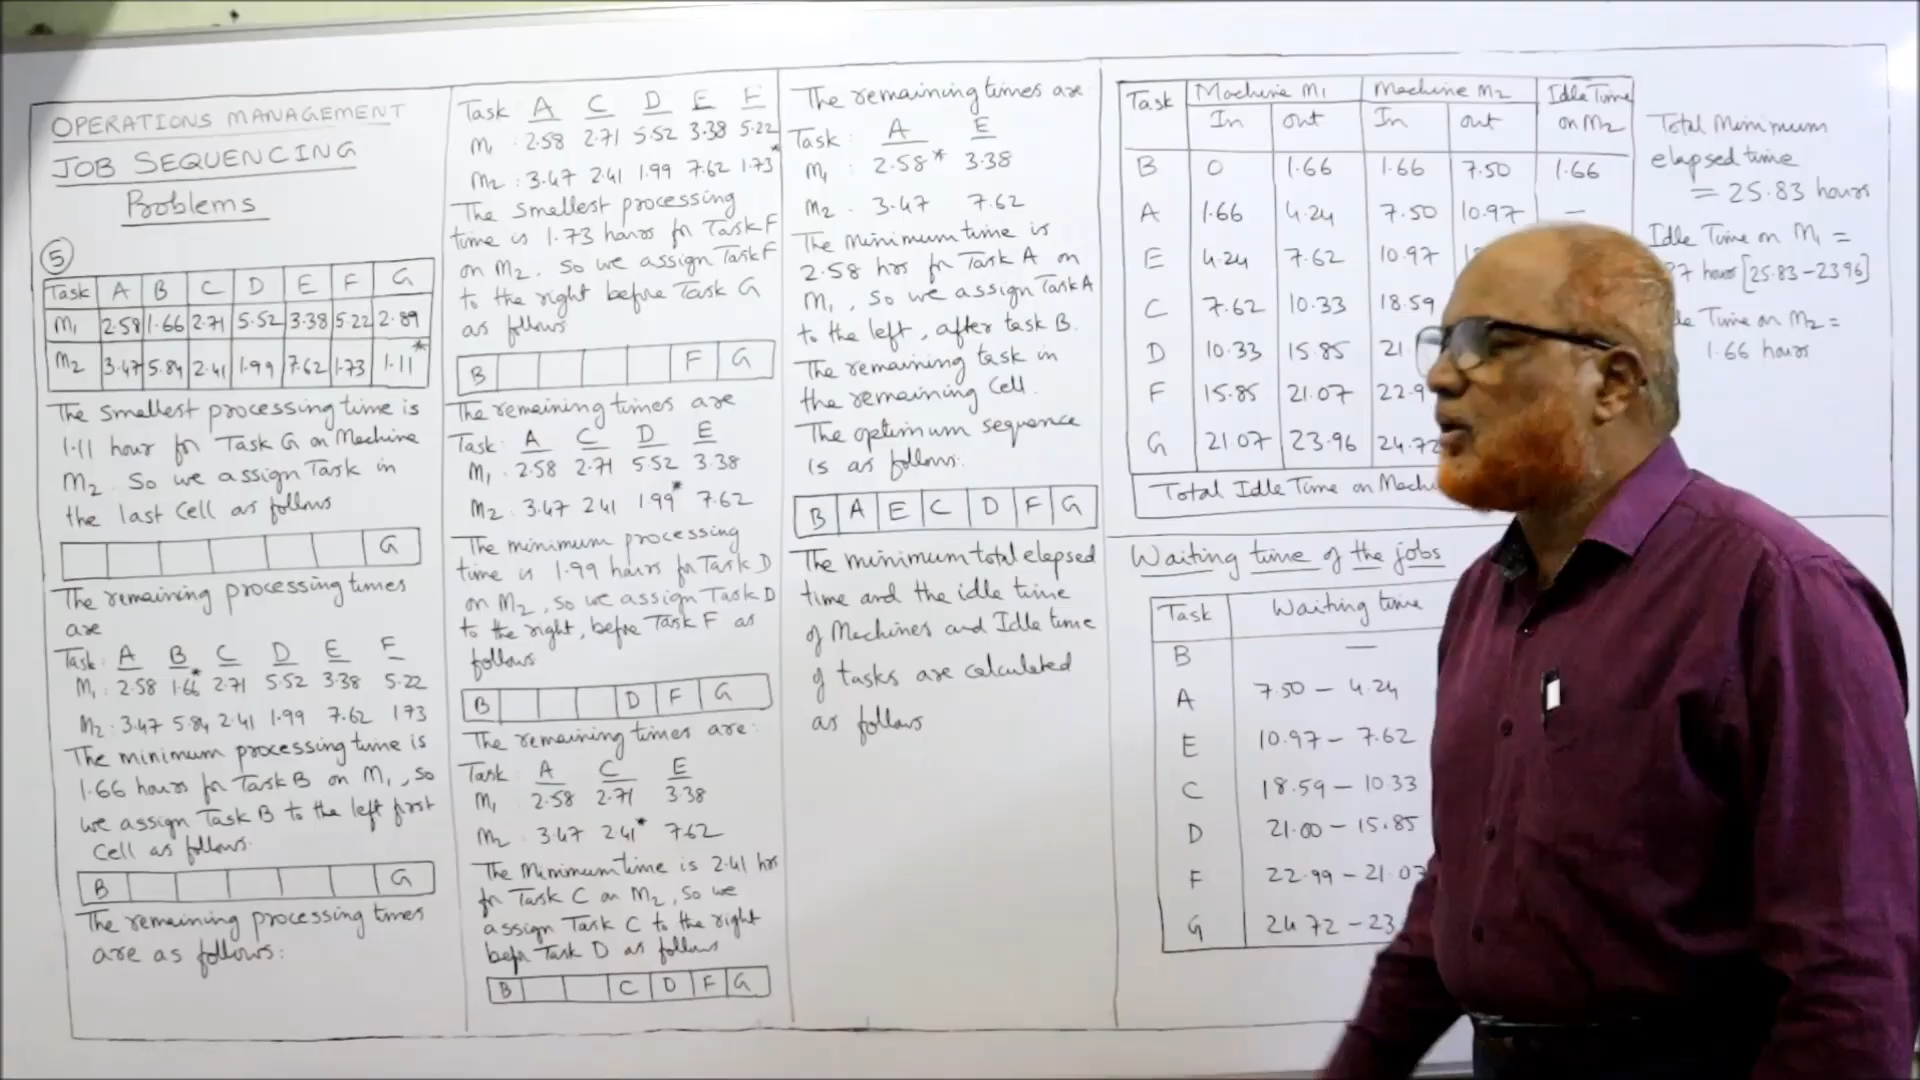 OPERATIONS MANAGEMENT
JOB SEQUENCING
Problems
5
Task A B C D E F G
M1 2.58 1.66 2.71 5.52 3.38 5.22 2.89
M2 3.47 5.84 2.41 1.99 7.62 1.73 1.11*
The smallest processing time is
1.11 hour for Task G on Machine
M2. So we assign Task in
the last cell as follows
G
The remaining processing times
are
Task: A B C D E F
M1: 2.58 1.66* 2.71 5.52 3.38 5.22
M2: 3.47 5.84 2.41 1.99 7.62 1.73
The minimum processing time is
1.66 hours for Task B on M1, so
we assign Task B to the left first
cell as follows.
B G
The remaining processing times
are as follows:
Task A C D E F
M1: 2.58 2.71 5.52 3.38 5.22
M2: 3.47 2.41 1.99 7.62 1.73*
The smallest processing
time is 1.73 hours for Task F
on M2. So we assign Task F
to the right before Task G
as follows
B F G
The remaining times are
Task: A C D E
M1: 2.58 2.71 5.52 3.38
M2: 3.47 2.41 1.99* 7.62
The minimum processing
time is 1.99 hours for Task D
on M2, so we assign Task D
to the right, before Task F as
follows
B D F G
The remaining times are:
Task: A C E
M1 2.58 2.71 3.38
M2: 3.47 2.41* 7.62
The Minimum time is 2.41 hrs
for Task C on M2, so we
assign Task C to the right
before Task D as follows
B C D F G
The remaining times are
Task: A E
M1: 2.58* 3.38
M2. 3.47 7.62
The minimum time is
2.58 hrs for Task A on
M1, so we assign Task A
to the left, after task B.
The remaining task in
the remaining cell.
The optimum sequence
is as follows:
B A E C D F G
The minimum total elapsed
time and the idle time
of Machines and Idle time
of tasks are calculated
as follows
Task Machine M1 Machine M2 Idle Time
In out In out on M2
B 0 1.66 1.66 7.50 1.66
A 1.66 4.24 7.50 10.97 —
E 4.24 7.62 10.97
C 7.62 10.33 18.59
D 10.33 15.85 21
F 15.85 21.07 22.9
G 21.07 23.96 24.72
Total Idle Time on Machi
Total Minimum
elapsed time
= 25.83 hours
Idle Time on M1 =
87 hour [25.83-23.96]
Time on M2 =
1.66 hours
Waiting time of the jobs
Task Waiting time
B —
A 7.50 - 4.24
E 10.97 - 7.62
C 18.59 - 10.33
D 21.00 - 15.85
F 22.99 - 21.07
G 24.72 - 23